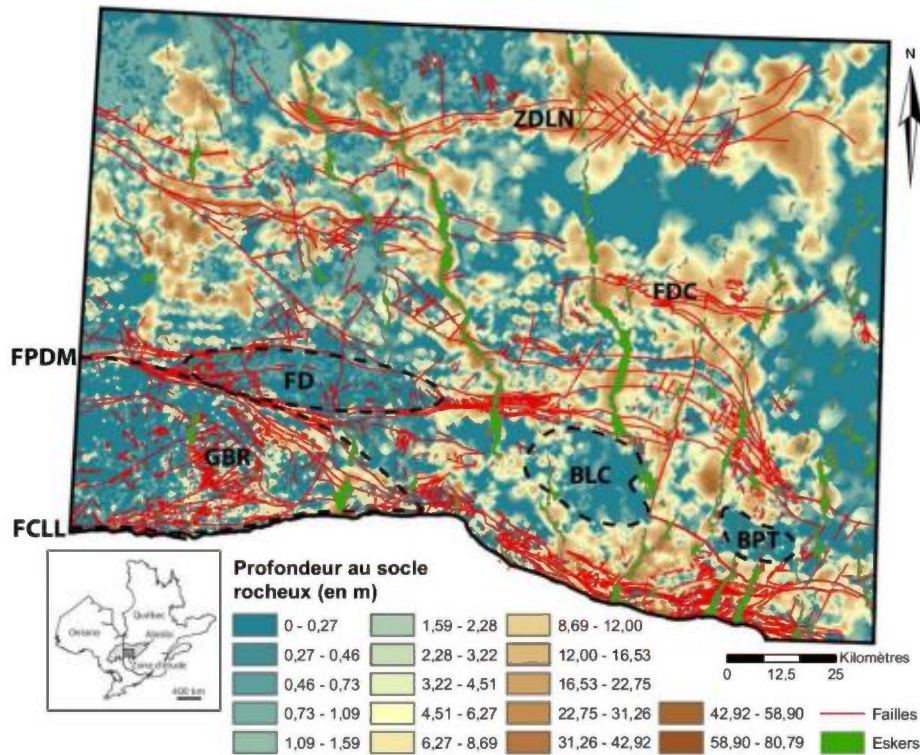 N
ZDLN
FDC
FPDM
FD
GBR
BLC
BPT
FCLL
Profondeur au socle
rocheux (en m)
0 - 0,27
0,27 - 0,46
0,46 - 0,73
0,73 - 1,09
1,09 - 1,59
1,59 - 2,28
2,28 - 3,22
3,22 - 4,51
4,51 - 6,27
6,27 - 8,69
8,69 - 12,00
12,00 - 16,53
16,53 - 22,75
22,75 - 31,26
31,26 - 42,92
42,92 - 58,90
58,90 - 80,79
Kilomètres
0 12,5 25
Failles
Eskers
Québec
Ontario
Zone d'étude
400 km